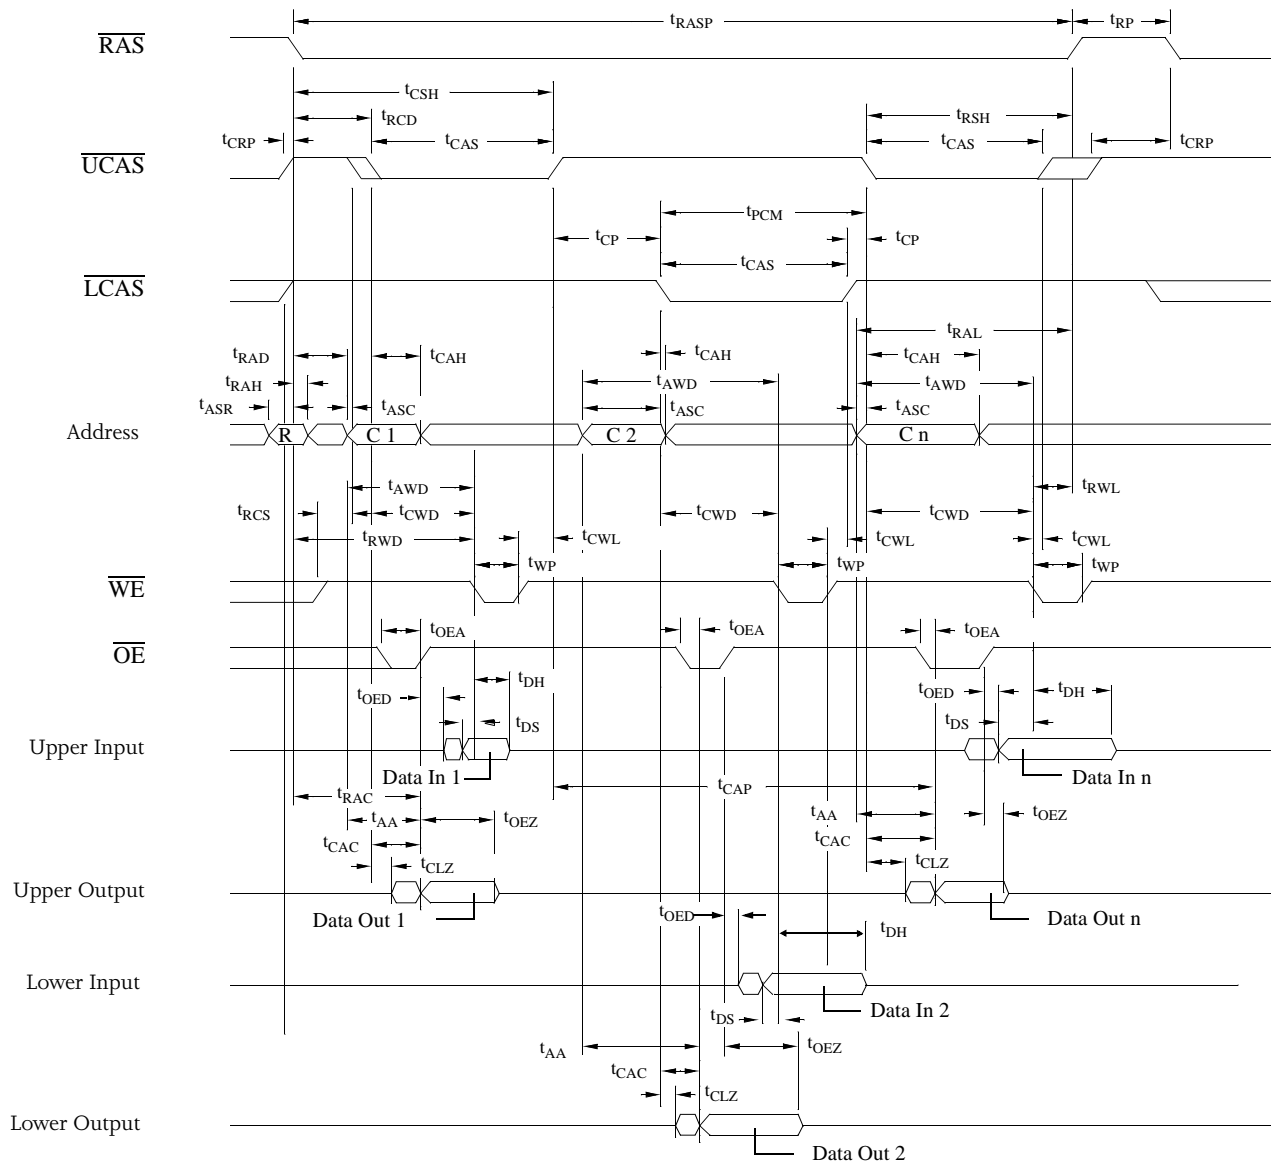 tRASP tRP
RAS
tCSH
tRCD tRSH
tCRP tCAS tCAS tCRP
UCAS
tPCM
tCP tCP
tCAS
LCAS
tRAL
tRAD tCAH tCAH tCAH
tRAH tAWD tAWD
tASR tASC tASC tASC
Address R C 1 C 2 C n
tAWD tRWL
tRCS tCWD tCWD tCWD
tRWD tCWL tCWL tCWL
tWP tWP tWP
WE
tOEA tOEA tOEA
OE
tOED tDH tOED tDH
tDS tDS
Upper Input
Data In 1 Data In n
tRAC tCAP
tAA tOEZ tAA tOEZ
tCAC tCAC
tCLZ tCLZ
Upper Output
Data Out 1 Data Out n
tOED tDH
Lower Input
Data In 2
tDS
tAA tOEZ
tCAC
tCLZ
Lower Output
Data Out 2